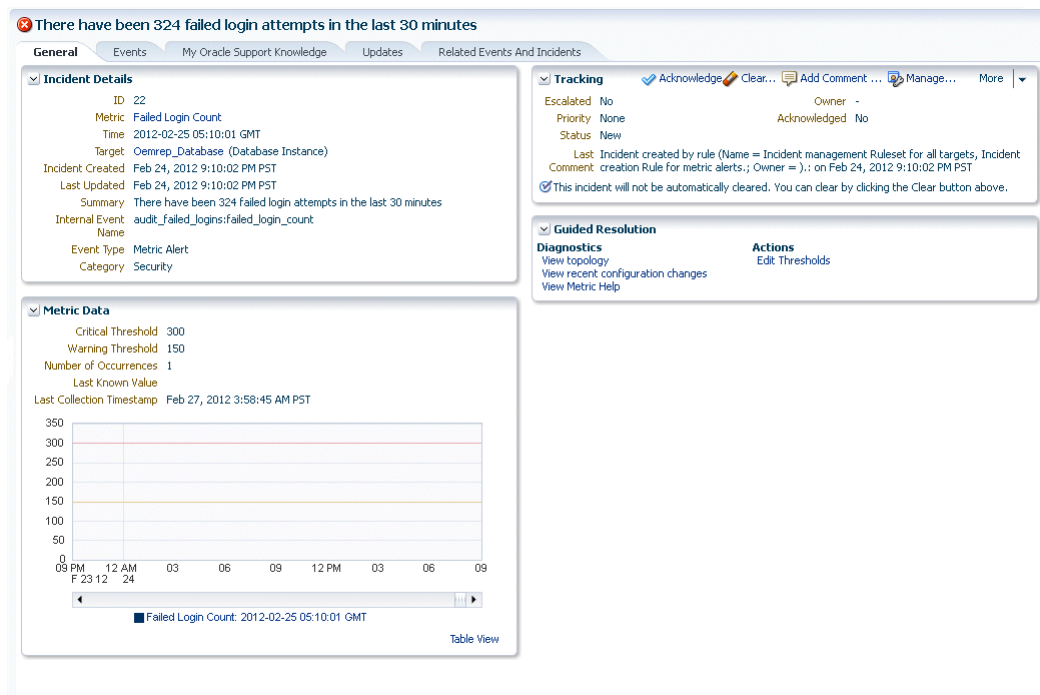 There have been 324 failed login attempts in the last 30 minutes
General Events My Oracle Support Knowledge Updates Related Events And Incidents
Incident Details
ID 22
Metric Failed Login Count
Time 2012-02-25 05:10:01 GMT
Target Oemrep_Database (Database Instance)
Incident Created Feb 24, 2012 9:10:02 PM PST
Last Updated Feb 24, 2012 9:10:02 PM PST
Summary There have been 324 failed login attempts in the last 30 minutes
Internal Event audit_failed_logins:failed_login_count
Name
Event Type Metric Alert
Category Security
Tracking Acknowledge Clear... Add Comment ... Manage... More
Escalated No Owner -
Priority None Acknowledged No
Status New
Last Incident created by rule (Name = Incident management Ruleset for all targets, Incident
Comment creation Rule for metric alerts.; Owner = ).: on Feb 24, 2012 9:10:02 PM PST
This incident will not be automatically cleared. You can clear by clicking the Clear button above.
Guided Resolution
Diagnostics Actions
View topology Edit Thresholds
View recent configuration changes
View Metric Help
Metric Data
Critical Threshold 300
Warning Threshold 150
Number of Occurrences 1
Last Known Value
Last Collection Timestamp Feb 27, 2012 3:58:45 AM PST
350
300
250
200
150
100
50
0
09 PM 12 AM 03 06 09 12 PM 03 06 09
F 23 12 24
Failed Login Count: 2012-02-25 05:10:01 GMT
Table View